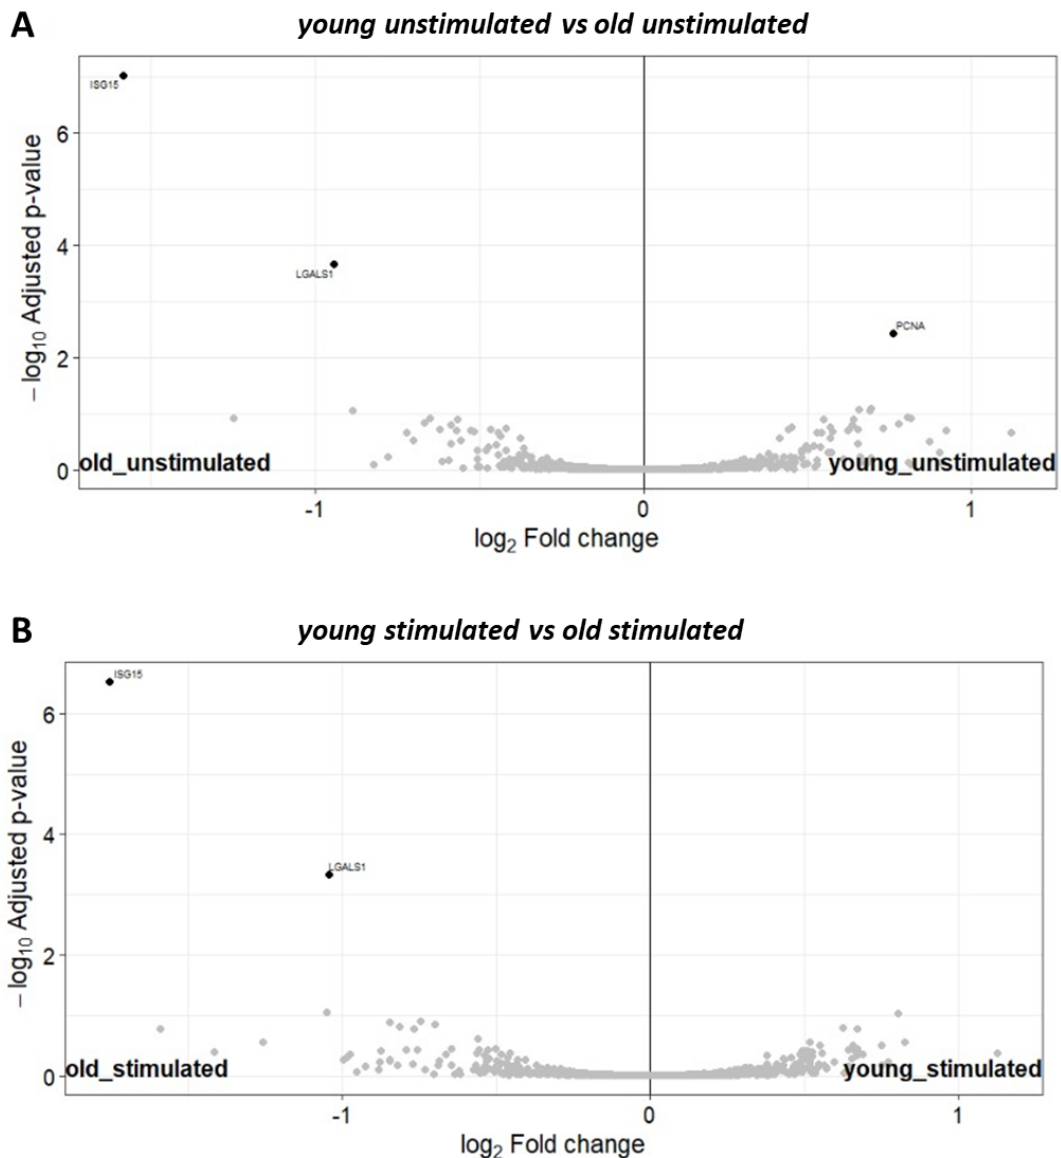 A
young unstimulated vs old unstimulated
– log10 Adjusted p-value
6
4
2
0
ISG15
LGALS1
PCNA
old_unstimulated
young_unstimulated
-1
0
1
log2 Fold change
B
young stimulated vs old stimulated
– log10 Adjusted p-value
6
4
2
0
ISG15
LGALS1
old_stimulated
young_stimulated
-1
0
1
log2 Fold change